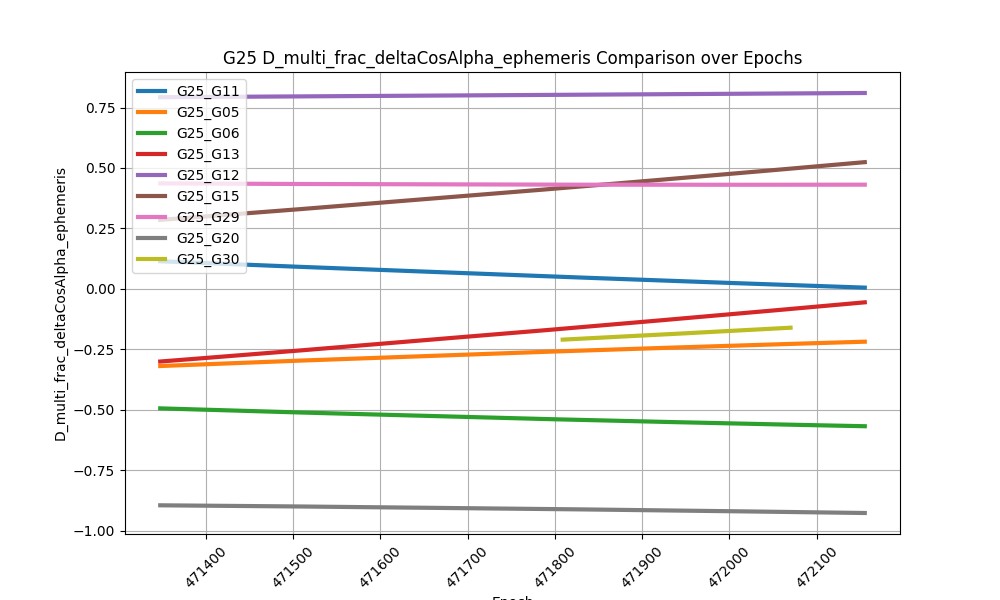 G25 D_multi_frac_deltaCosAlpha_ephemeris Comparison over Epochs
G25_G11
G25_G05
G25_G06
G25_G13
G25_G12
G25_G15
G25_G29
G25_G20
G25_G30
D_multi_frac_deltaCosAlpha_ephemeris
0.75
0.50
0.25
0.00
−0.25
−0.50
−0.75
−1.00
471400
471500
471600
471700
471800
471900
472000
472100
Epoch